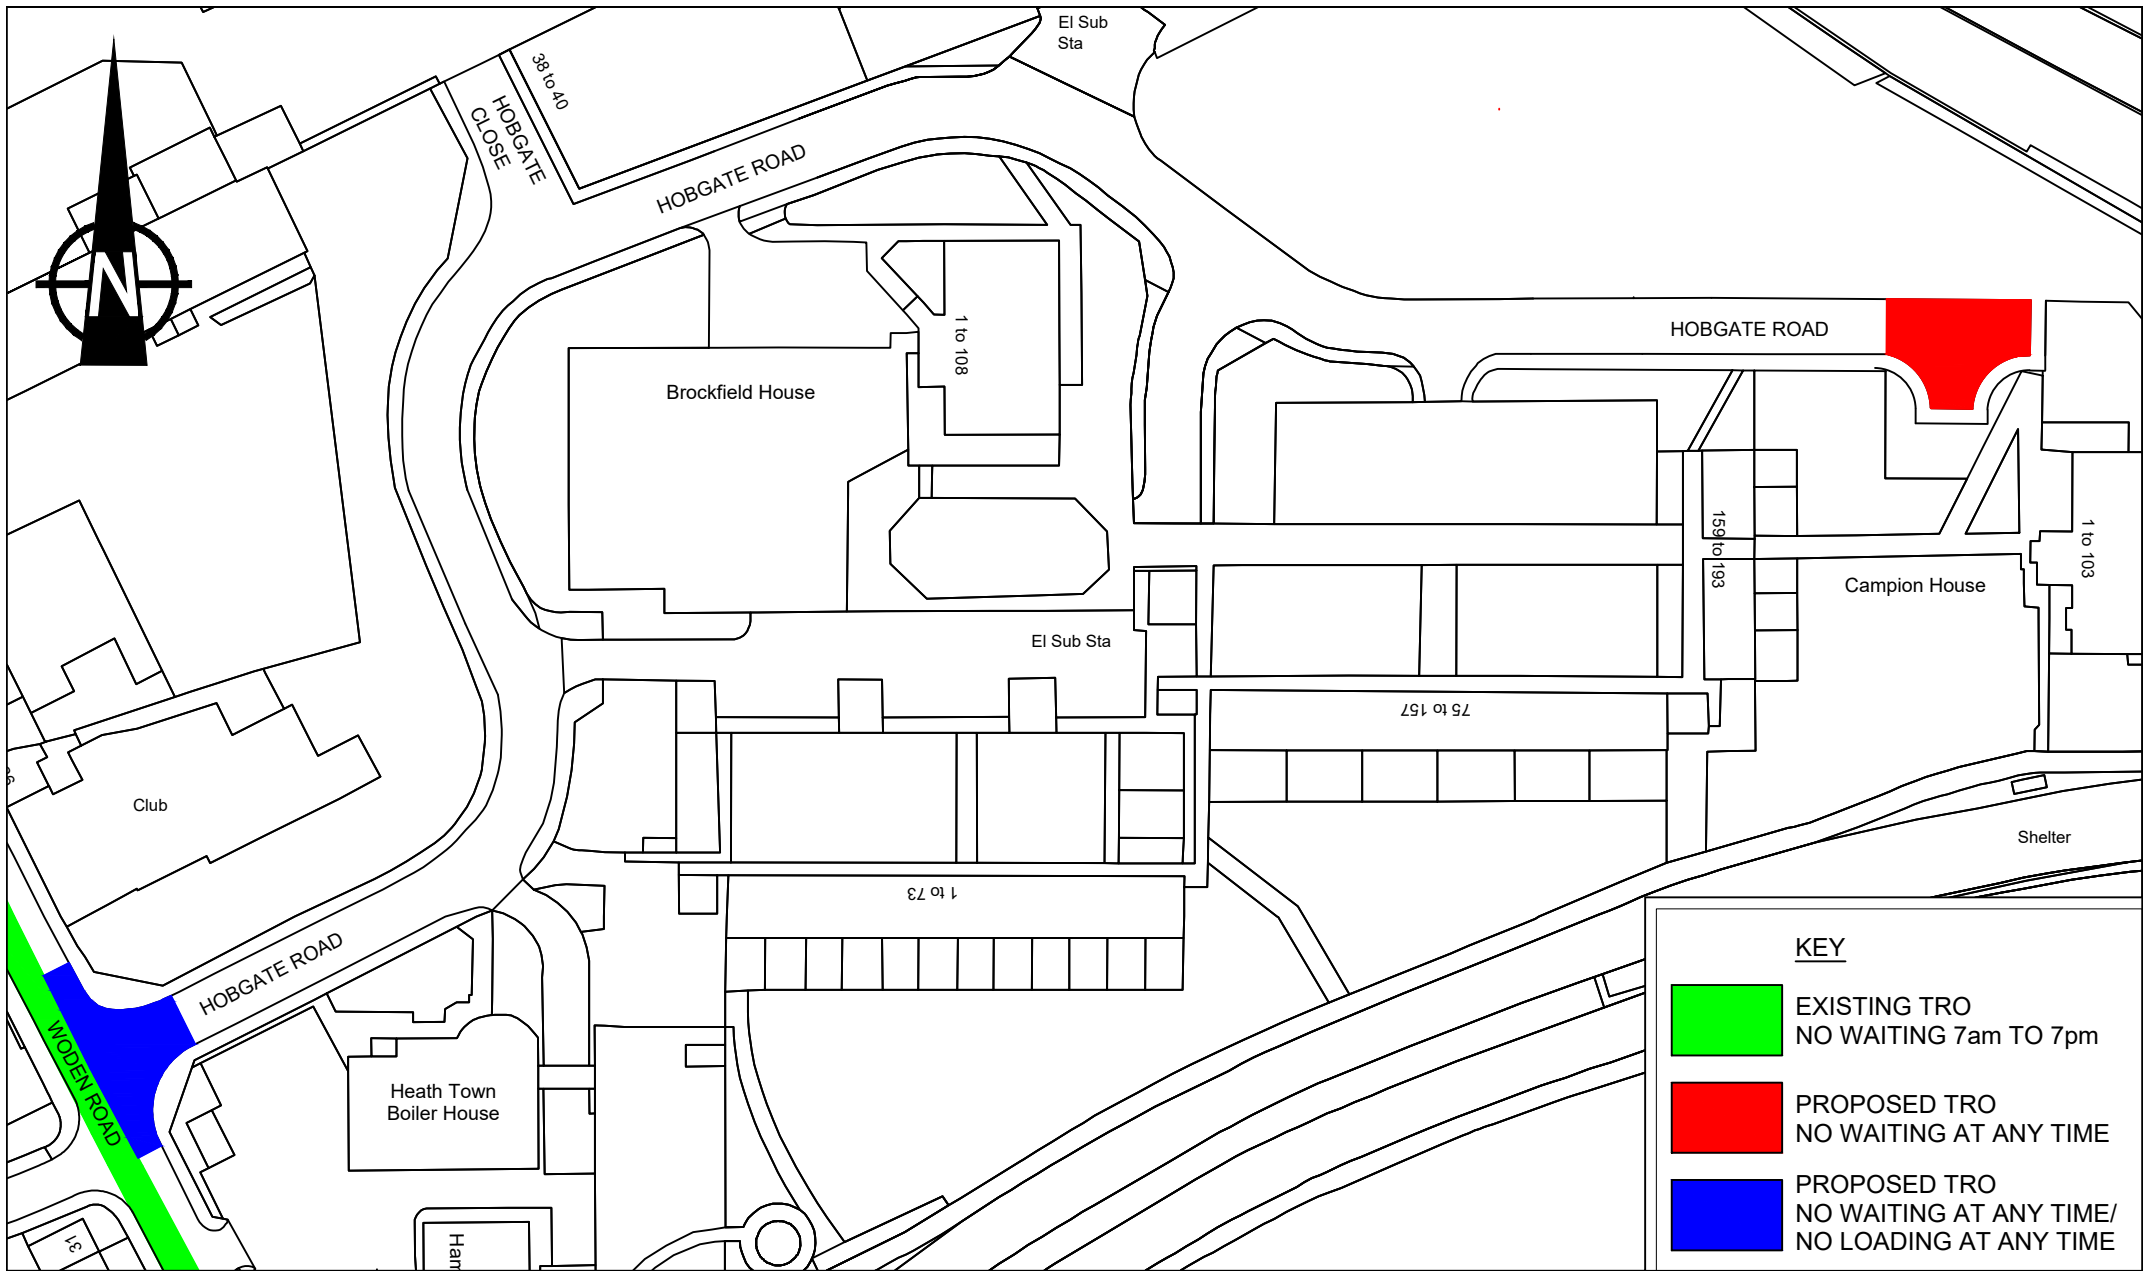 El Sub
Sta
38 to 40
HOBGATE
CLOSE
HOBGATE ROAD
N
1 to 108
HOBGATE ROAD
Brockfield House
159 to 193
1 to 103
Campion House
El Sub Sta
75 to 157
Club
Shelter
1 to 73
HOBGATE ROAD
WODEN ROAD
Heath Town
Boiler House
31
Ham
KEY
EXISTING TRO
NO WAITING 7am TO 7pm
PROPOSED TRO
NO WAITING AT ANY TIME
PROPOSED TRO
NO WAITING AT ANY TIME/
NO LOADING AT ANY TIME